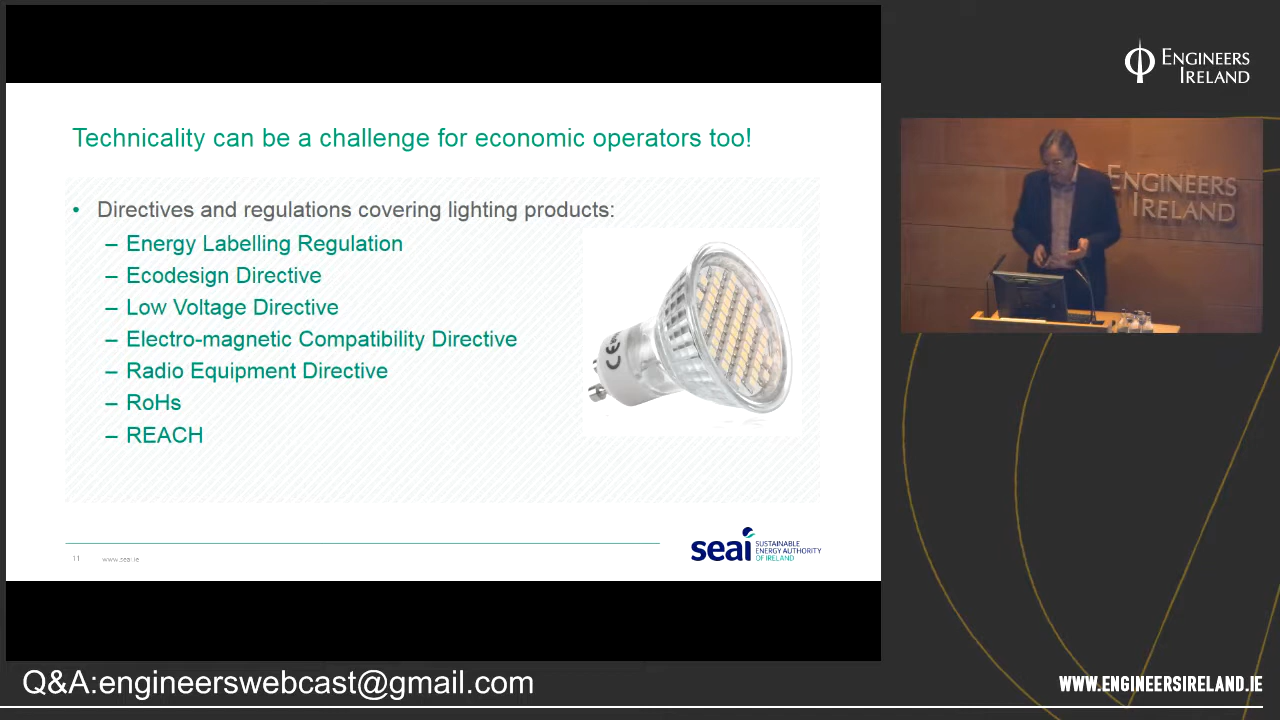 Technicality can be a challenge for economic operators too!
• Directives and regulations covering lighting products:
– Energy Labelling Regulation
– Ecodesign Directive
– Low Voltage Directive
– Electro-magnetic Compatibility Directive
– Radio Equipment Directive
– RoHs
– REACH
CE
11 www.seai.ie
seai SUSTAINABLE
ENERGY AUTHORITY
OF IRELAND
ENGINEERS
IRELAND
ENGINEERS
IRELAND
Q&A:engineerswebcast@gmail.com
WWW.ENGINEERSIRELAND.IE